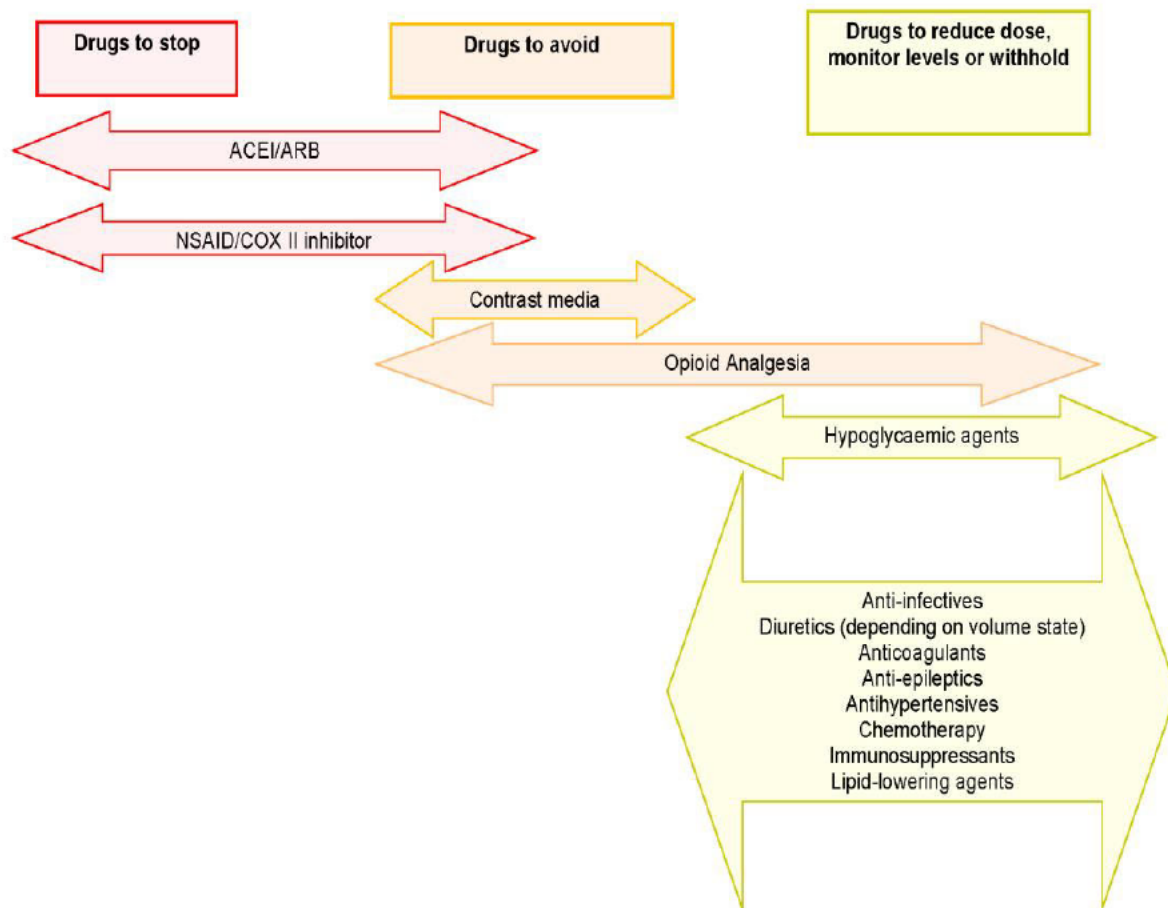 Drugs to stop
Drugs to avoid
Drugs to reduce dose,
monitor levels or withhold
ACEI/ARB
NSAID/COX II inhibitor
Contrast media
Opioid Analgesia
Hypoglycaemic agents
Anti-infectives
Diuretics (depending on volume state)
Anticoagulants
Anti-epileptics
Antihypertensives
Chemotherapy
Immunosuppressants
Lipid-lowering agents